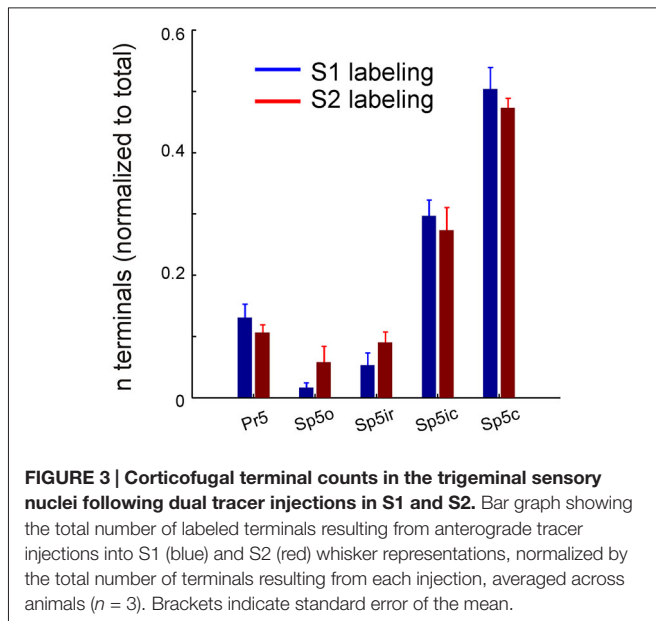 0.6
S1 labeling
S2 labeling
0.4
n terminals (normalized to total)
0.2
0
Pr5 Sp5o Sp5ir Sp5ic Sp5c
FIGURE 3 | Corticofugal terminal counts in the trigeminal sensory
nuclei following dual tracer injections in S1 and S2. Bar graph showing
the total number of labeled terminals resulting from anterograde tracer
injections into S1 (blue) and S2 (red) whisker representations, normalized by
the total number of terminals resulting from each injection, averaged across
animals (n = 3). Brackets indicate standard error of the mean.